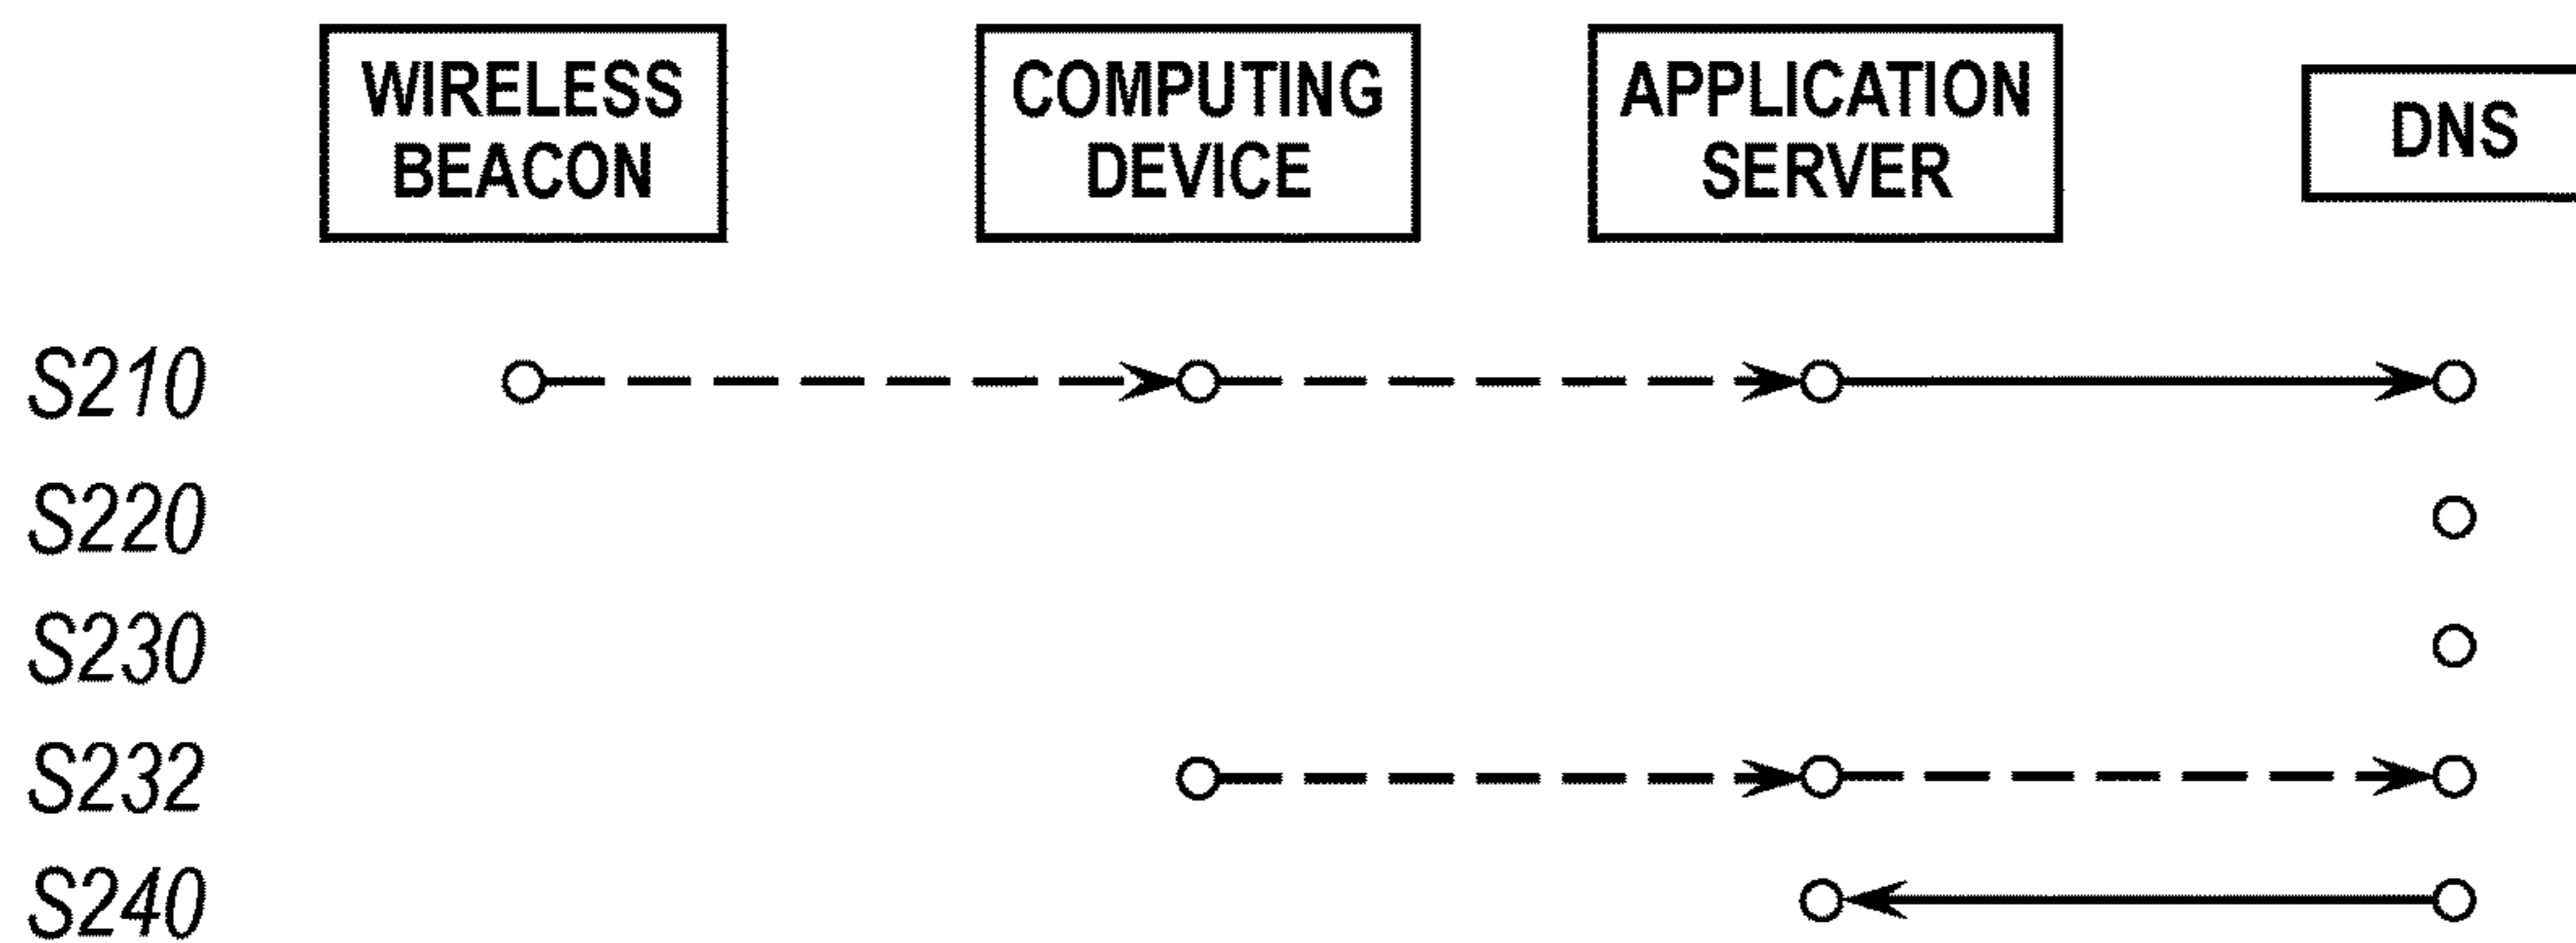 WIRELESS
BEACON
COMPUTING
DEVICE
APPLICATION
SERVER
DNS
S210
S220
S230
S232
S240